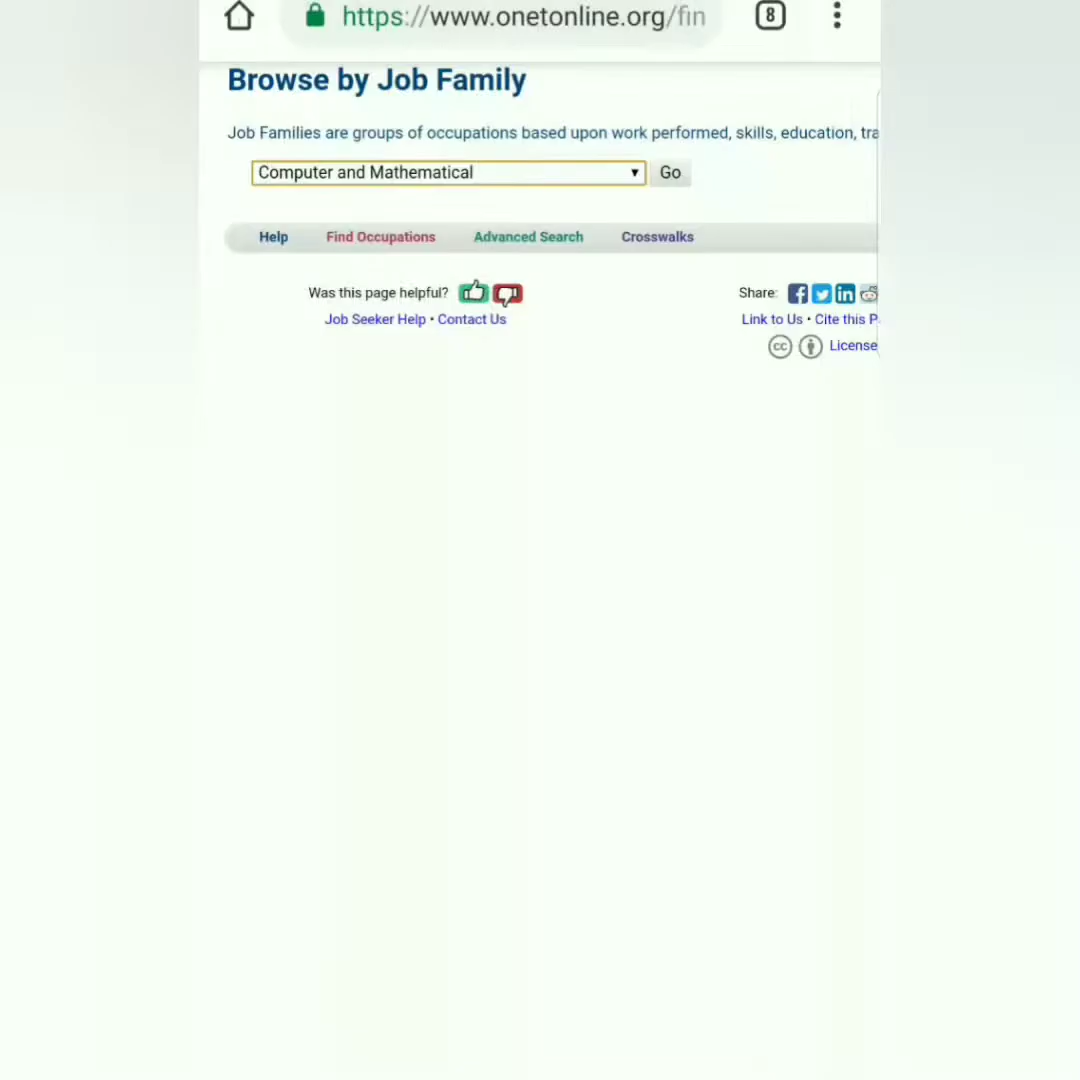 https://www.onetonline.org/fin
8
Browse by Job Family
Job Families are groups of occupations based upon work performed, skills, education, tra
Computer and Mathematical ▼ Go
Help Find Occupations Advanced Search Crosswalks
Was this page helpful? Share:
Job Seeker Help • Contact Us Link to Us • Cite this P
cc License